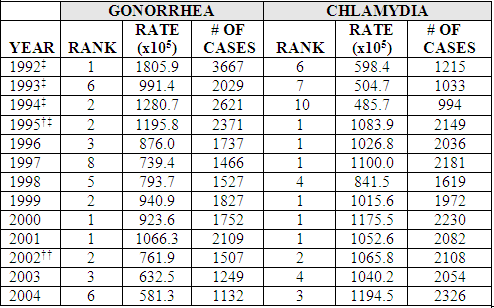 GONORRHEA CHLAMYDIA
YEAR RANK RATE (x10⁵) # OF CASES RANK RATE (x10⁵) # OF CASES
1992‡ 1 1805.9 3667 6 598.4 1215
1993‡ 6 991.4 2029 7 504.7 1033
1994‡ 2 1280.7 2621 10 485.7 994
1995†‡ 2 1195.8 2371 1 1083.9 2149
1996 3 876.0 1737 1 1026.8 2036
1997 8 739.4 1466 1 1100.0 2181
1998 5 793.7 1527 4 841.5 1619
1999 2 940.9 1827 1 1015.6 1972
2000 1 923.6 1752 1 1175.5 2230
2001 1 1066.3 2109 1 1052.6 2082
2002†† 2 761.9 1507 2 1065.8 2108
2003 3 632.5 1249 4 1040.2 2054
2004 6 581.3 1132 3 1194.5 2326